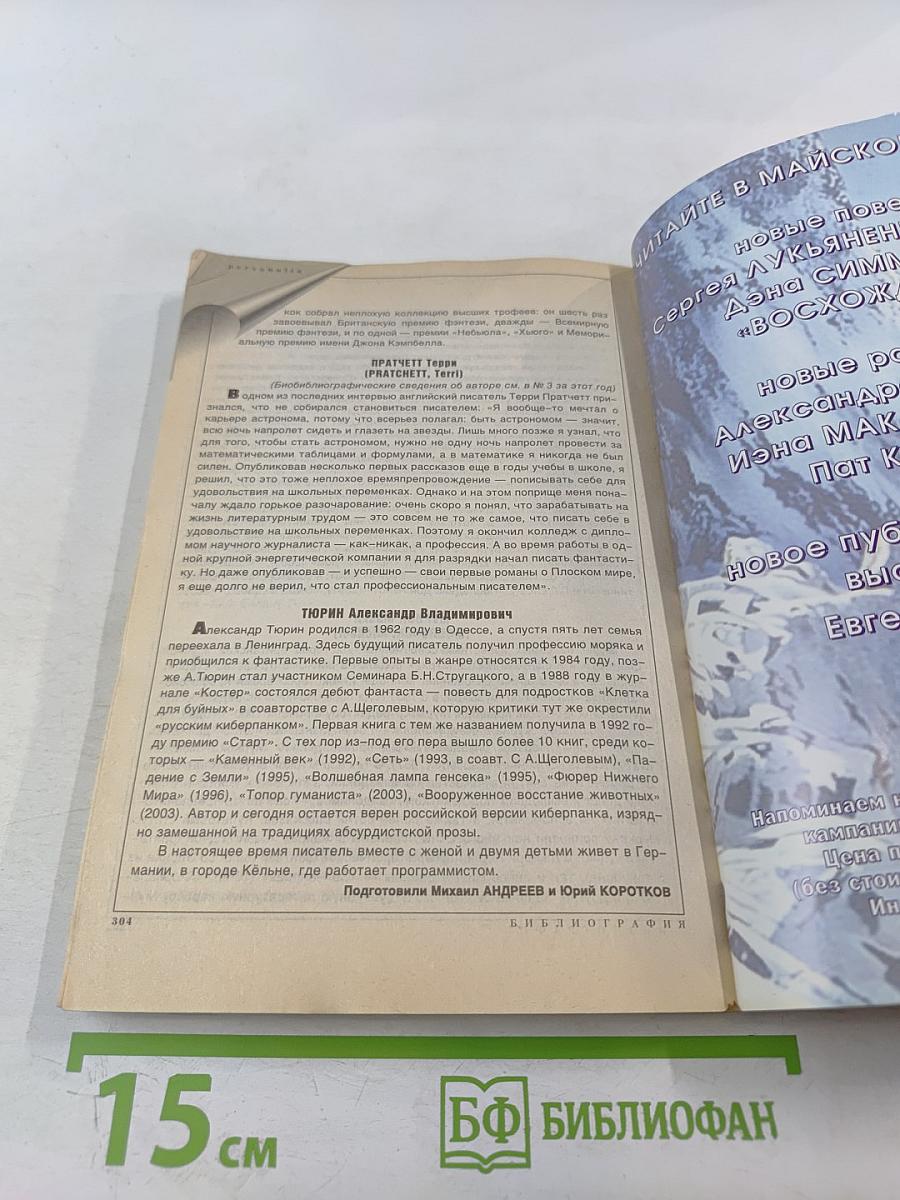 personalia
как собрал неплохую коллекцию высших трофеев: он шесть раз
завоевывал Британскую премию фэнтези, дважды — Всемирную
премию фэнтези, и по одной — премии «Небьюла», «Хьюго» и Мемори-
альную премию имени Джона Кэмпбелла.
ПРАТЧЕТТ Терри
(PRATCHETT, Terri)
(Биобиблиографические сведения об авторе см. в № 3 за этот год)
В одном из последних интервью английский писатель Терри Пратчетт при-
знался, что не собирался становиться писателем: «Я вообще-то мечтал о
карьере астронома, потому что всерьез полагал: быть астрономом — значит,
всю ночь напролет сидеть и глазеть на звезды. Лишь много позже я узнал, что
для того, чтобы стать астрономом, нужно не одну ночь напролет провести за
математическими таблицами и формулами, а в математике я никогда не был
силен. Опубликовав несколько первых рассказов еще в годы учебы в школе, я
решил, что это тоже неплохое времяпрепровождение — пописывать себе для
удовольствия на школьных переменках. Однако и на этом поприще меня пона-
чалу ждало горькое разочарование: очень скоро я понял, что зарабатывать на
жизнь литературным трудом — это совсем не то же самое, что писать себе в
удовольствие на школьных переменках. Поэтому я окончил колледж с дипло-
мом научного журналиста — как-никак, а профессия. А во время работы в од-
ной крупной энергетической компании я для разрядки начал писать фантасти-
ку. Но даже опубликовав — и успешно — свои первые романы о Плоском мире,
я еще долго не верил, что стал профессиональным писателем».
ТЮРИН Александр Владимирович
Александр Тюрин родился в 1962 году в Одессе, а спустя пять лет семья
переехала в Ленинград. Здесь будущий писатель получил профессию моряка и
приобщился к фантастике. Первые опыты в жанре относятся к 1984 году, поз-
же А.Тюрин стал участником Семинара Б.Н.Стругацкого, а в 1988 году в жур-
нале «Костер» состоялся дебют фантаста — повесть для подростков «Клетка
для буйных» в соавторстве с А.Щеголевым, которую критики тут же окрестили
«русским киберпанком». Первая книга с тем же названием получила в 1992 го-
ду премию «Старт». С тех пор из-под его пера вышло более 10 книг, среди ко-
торых — «Каменный век» (1992), «Сеть» (1993, в соавт. С А.Щеголевым), «Па-
дение с Земли» (1995), «Волшебная лампа генсека» (1995), «Фюрер Нижнего
Мира» (1996), «Топор гуманиста» (2003), «Вооруженное восстание животных»
(2003). Автор и сегодня остается верен российской версии киберпанка, изряд-
но замешанной на традициях абсурдистской прозы.
В настоящее время писатель вместе с женой и двумя детьми живет в Гер-
мании, в городе Кёльне, где работает программистом.
Подготовили Михаил АНДРЕЕВ и Юрий КОРОТКОВ
304
БИБЛИОГРАФИЯ
ЧИТАЙТЕ В МАЙСКО
новые пове
Сергея ЛУКЬЯНЕН
Дэна СИММ
«ВОСХОЖД
новые ра
Александр
Иэна МАК
Пат К
новое пуб
выс
Евге
Напоминаем
кампани
Цена п
(без стои
Ин
15 см
БФ БИБЛИОФАН